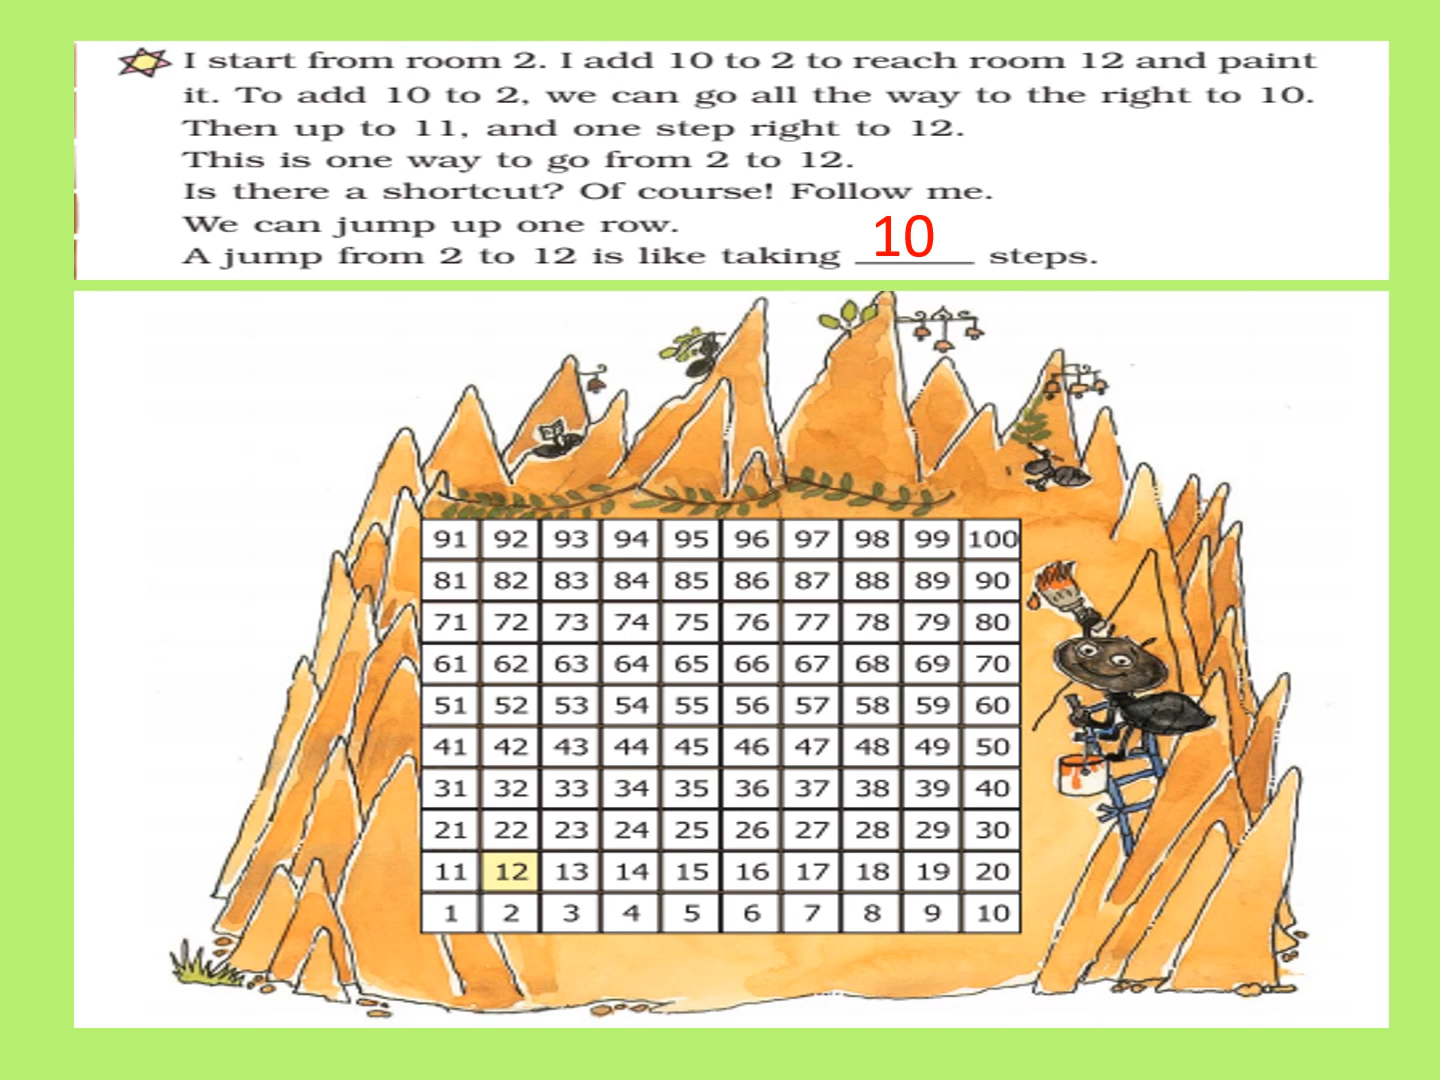 I start from room 2. I add 10 to 2 to reach room 12 and paint
it. To add 10 to 2, we can go all the way to the right to 10.
Then up to 11, and one step right to 12.
This is one way to go from 2 to 12.
Is there a shortcut? Of course! Follow me.
We can jump up one row.
A jump from 2 to 12 is like taking 10 steps.
91 92 93 94 95 96 97 98 99 100
81 82 83 84 85 86 87 88 89 90
71 72 73 74 75 76 77 78 79 80
61 62 63 64 65 66 67 68 69 70
51 52 53 54 55 56 57 58 59 60
41 42 43 44 45 46 47 48 49 50
31 32 33 34 35 36 37 38 39 40
21 22 23 24 25 26 27 28 29 30
11 12 13 14 15 16 17 18 19 20
1 2 3 4 5 6 7 8 9 10